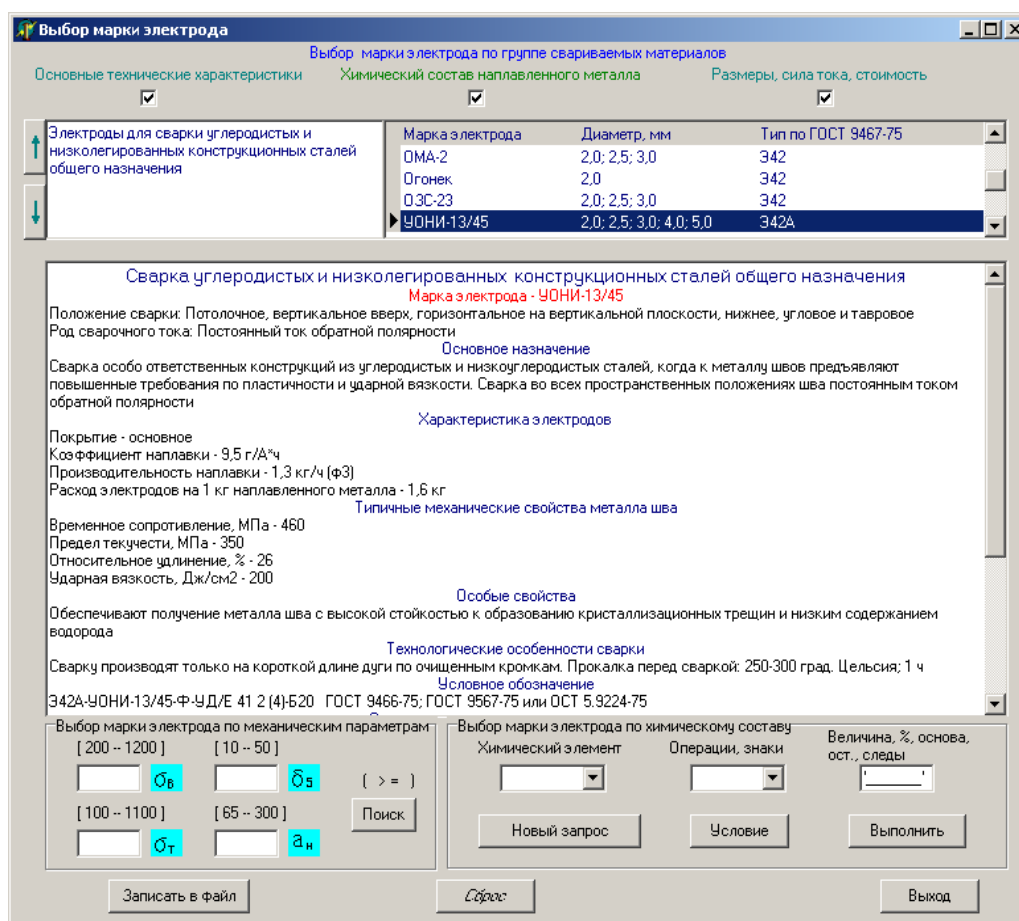 Выбор марки электрода
Выбор марки электрода по группе свариваемых материалов
Основные технические характеристики Химический состав наплавленного металла Размеры, сила тока, стоимость
Электроды для сварки углеродистых и
низколегированных конструкционных сталей
общего назначения
Марка электрода Диаметр, мм Тип по ГОСТ 9467-75
ОМА-2 2,0; 2,5; 3,0 Э42
Огонек 2,0 Э42
ОЗС-23 2,0; 2,5; 3,0 Э42
УОНИ-13/45 2,0; 2,5; 3,0; 4,0; 5,0 Э42А
Сварка углеродистых и низколегированных конструкционных сталей общего назначения
Марка электрода - УОНИ-13/45
Положение сварки: Потолочное, вертикальное вверх, горизонтальное на вертикальной плоскости, нижнее, угловое и тавровое
Род сварочного тока: Постоянный ток обратной полярности
Основное назначение
Сварка особо ответственных конструкций из углеродистых и низкоуглеродистых сталей, когда к металлу швов предъявляют
повышенные требования по пластичности и ударной вязкости. Сварка во всех пространственных положениях шва постоянным током
обратной полярности
Характеристика электродов
Покрытие - основное
Коэффициент наплавки - 9,5 г/А*ч
Производительность наплавки - 1,3 кг/ч (ф3)
Расход электродов на 1 кг наплавленного металла - 1,6 кг
Типичные механические свойства металла шва
Временное сопротивление, МПа - 460
Предел текучести, МПа - 350
Относительное удлинение, % - 26
Ударная вязкость, Дж/см2 - 200
Особые свойства
Обеспечивают получение металла шва с высокой стойкостью к образованию кристаллизационных трещин и низким содержанием
водорода
Технологические особенности сварки
Сварку производят только на короткой длине дуги по очищенным кромкам. Прокалка перед сваркой: 250-300 град. Цельсия; 1 ч
Условное обозначение
Э42А-УОНИ-13/45-Ф-УД/Е 41 2 (4)-Б20 ГОСТ 9466-75; ГОСТ 9567-75 или ОСТ 5.9224-75
Выбор марки электрода по механическим параметрам
[ 200 -- 1200 ] [ 10 -- 50 ]
σв δ5 ( > = )
[ 100 -- 1100 ] [ 65 -- 300 ] Поиск
σт aн
Выбор марки электрода по химическому составу
Химический элемент Операции, знаки Величина, %, основа,
ост., следы
Новый запрос Условие Выполнить
Записать в файл Сброс Выход